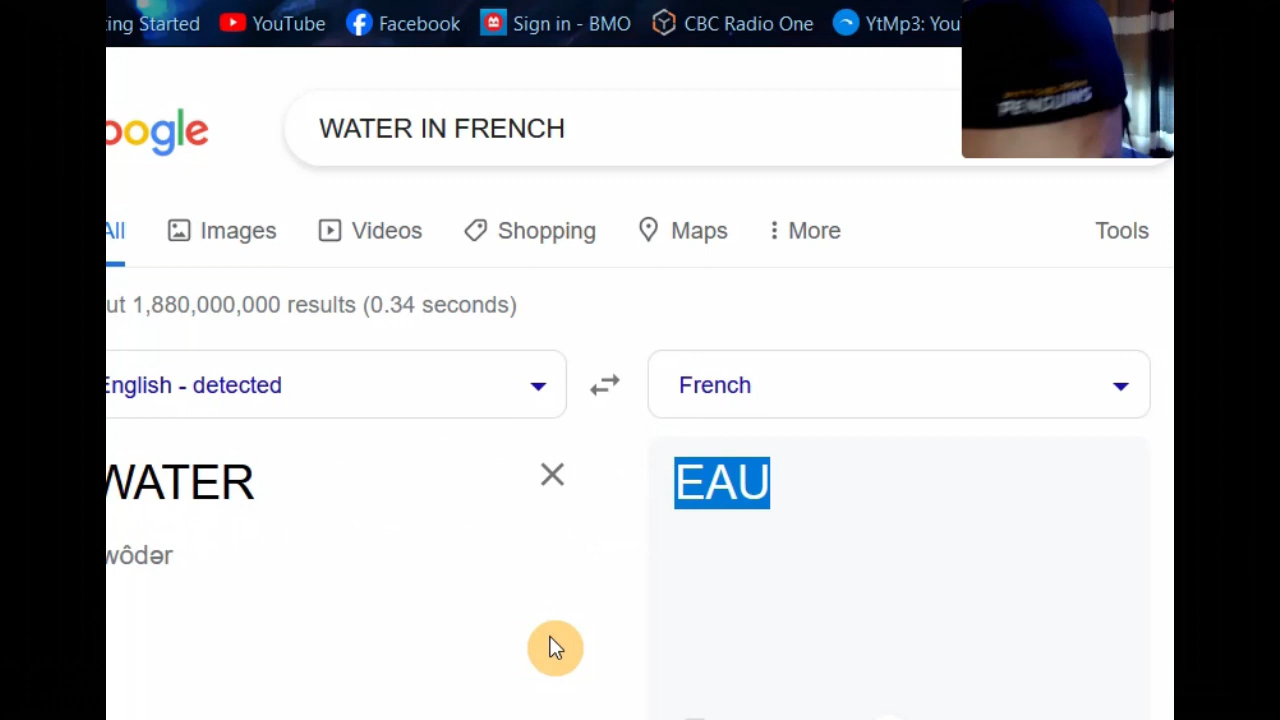 ing Started YouTube Facebook Sign in - BMO CBC Radio One YtMp3: You
PENGUINS
oogle
WATER IN FRENCH
All Images Videos Shopping Maps More Tools
ut 1,880,000,000 results (0.34 seconds)
English - detected French
WATER EAU
wôdər